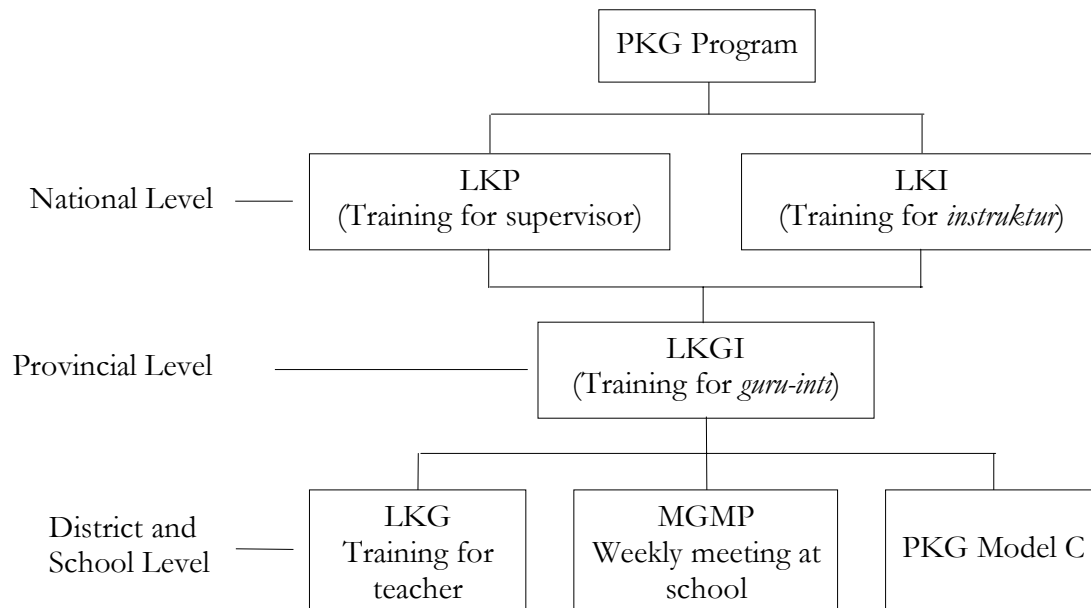 PKG Program
National Level
LKP
(Training for supervisor)
LKI
(Training for instruktur)
Provincial Level
LKGI
(Training for guru-inti)
District and
School Level
LKG
Training for
teacher
MGMP
Weekly meeting at
school
PKG Model C